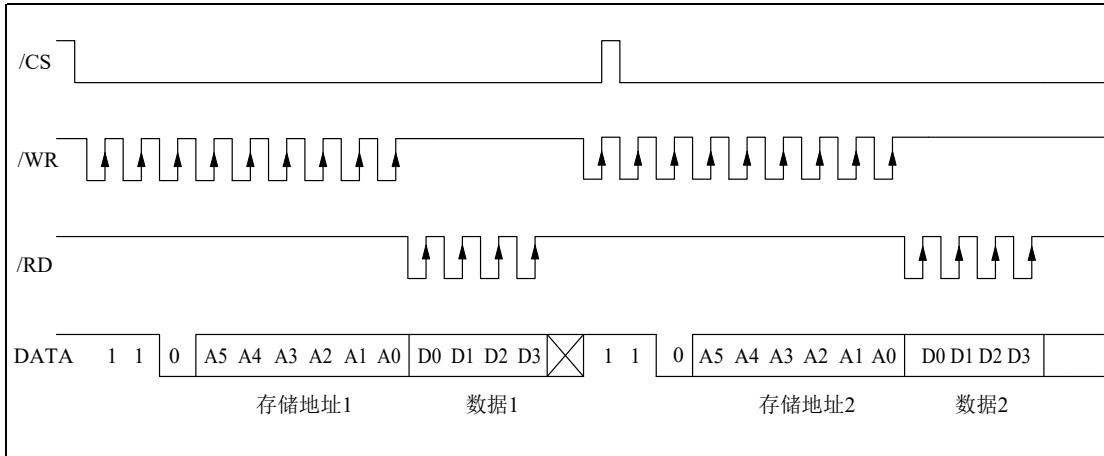 /CS
/WR
/RD
DATA 1 1 0 A5 A4 A3 A2 A1 A0 D0 D1 D2 D3 1 1 0 A5 A4 A3 A2 A1 A0 D0 D1 D2 D3
存储地址1 数据1 存储地址2 数据2